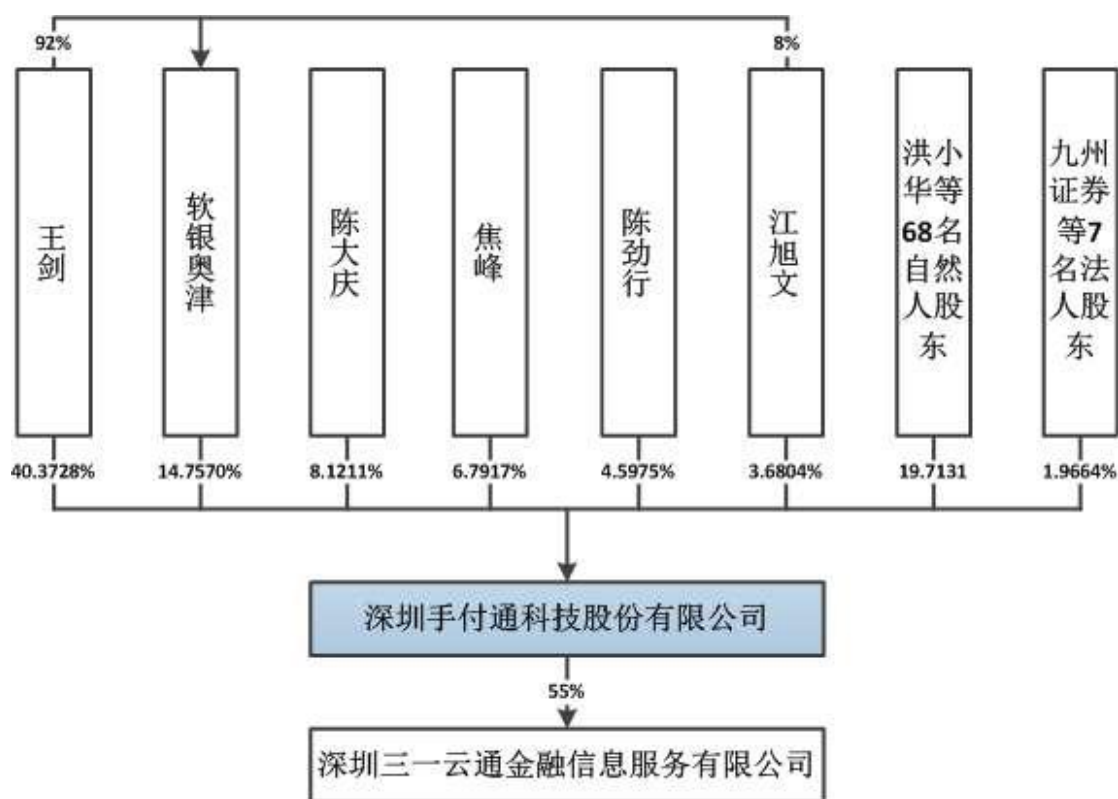 92%
8%
王剑
软银奥津
陈大庆
焦峰
陈劲行
江旭文
洪小
华等
68名
自然
人股
东
九州
证券
等7
名法
人股
东
40.3728%
14.7570%
8.1211%
6.7917%
4.5975%
3.6804%
19.7131
1.9664%
深圳手付通科技股份有限公司
55%
深圳三一云通金融信息服务有限公司